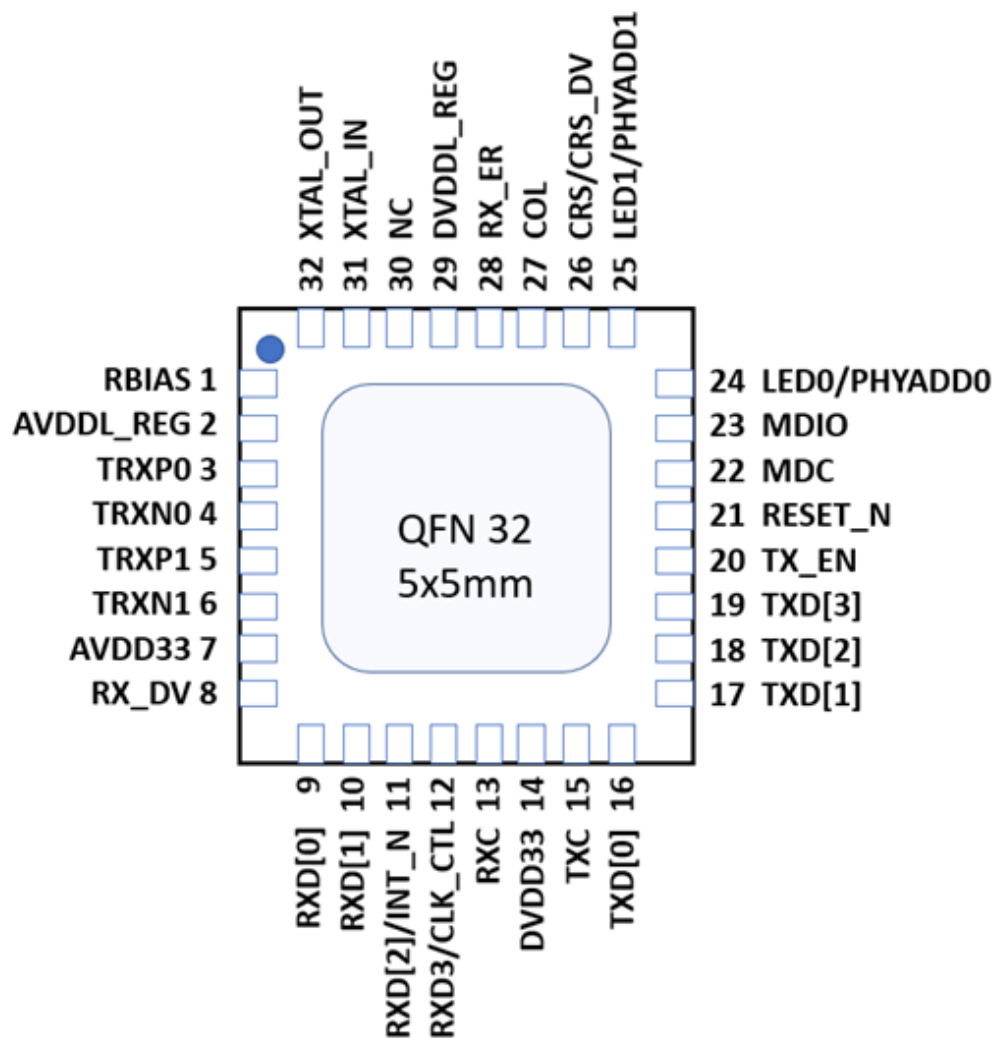 32 XTAL_OUT
31 XTAL_IN
30 NC
29 DVDDL_REG
28 RX_ER
27 COL
26 CRS/CRS_DV
25 LED1/PHYADD1
RBIAS 1
AVDDL_REG 2
TRXP0 3
TRXN0 4
TRXP1 5
TRXN1 6
AVDD33 7
RX_DV 8
QFN 32
5x5mm
24 LED0/PHYADD0
23 MDIO
22 MDC
21 RESET_N
20 TX_EN
19 TXD[3]
18 TXD[2]
17 TXD[1]
RXD[0] 9
RXD[1] 10
RXD[2]/INT_N 11
RXD3/CLK_CTL 12
RXC 13
DVDD33 14
TXC 15
TXD[0] 16